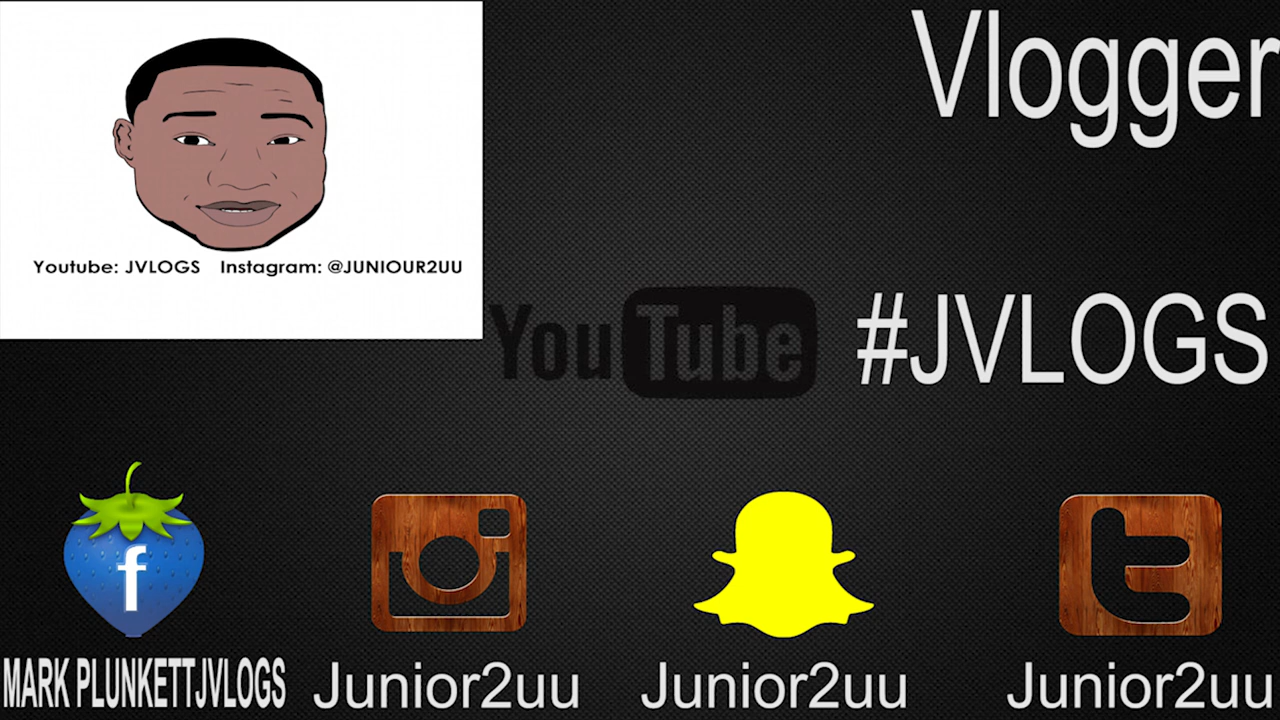 Vlogger
Youtube: JVLOGS Instagram: @JUNIOUR2UU
YouTube
#JVLOGS
f
t
MARK PLUNKETTJVLOGS
Junior2uu
Junior2uu
Junior2uu